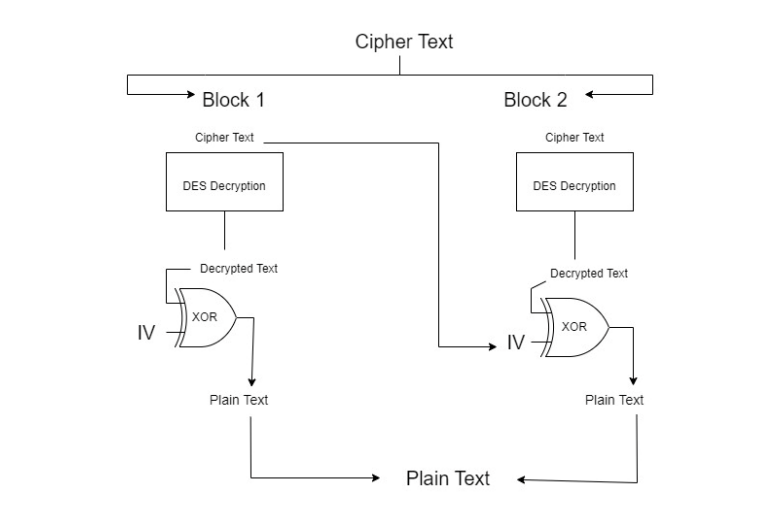 Cipher Text
Block 1
Block 2
Cipher Text
Cipher Text
DES Decryption
DES Decryption
Decrypted Text
Decrypted Text
XOR
XOR
IV
IV
Plain Text
Plain Text
Plain Text